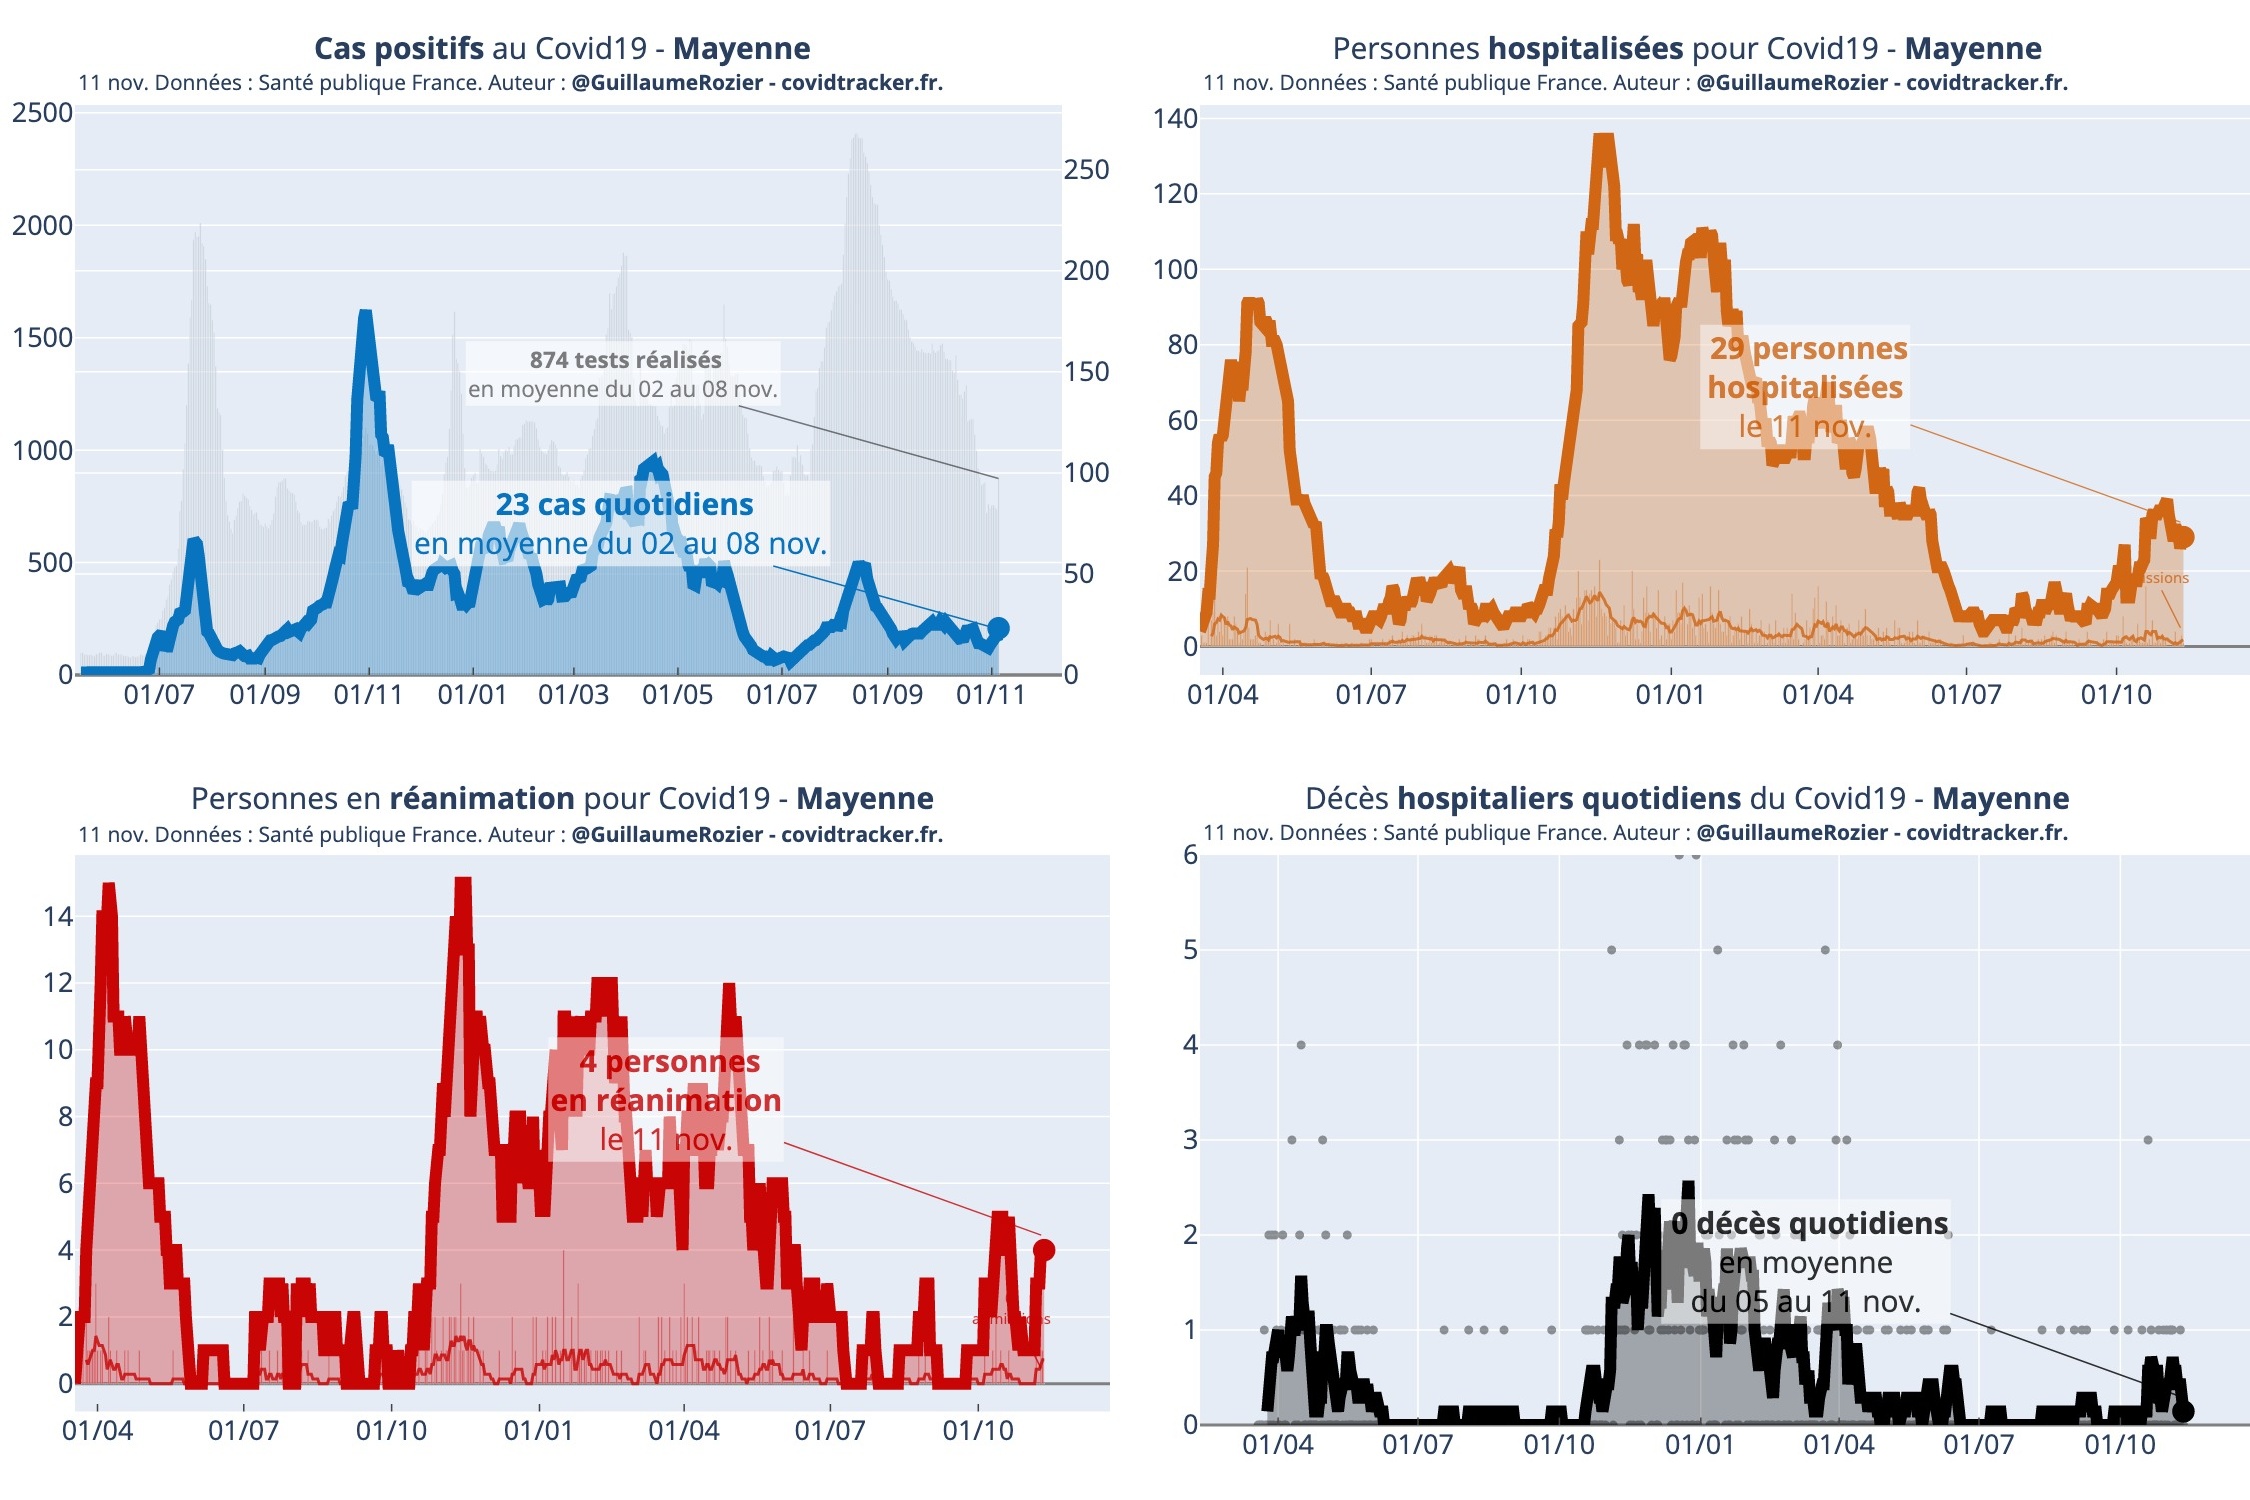 Cas positifs au Covid19 - Mayenne
11 nov. Données : Santé publique France. Auteur : @GuillaumeRozier - covidtracker.fr.
2500
2000
1500
1000
500
0
250
200
150
100
50
0
874 tests réalisés
en moyenne du 02 au 08 nov.
23 cas quotidiens
en moyenne du 02 au 08 nov.
01/07 01/09 01/11 01/01 01/03 01/05 01/07 01/09 01/11
Personnes hospitalisées pour Covid19 - Mayenne
11 nov. Données : Santé publique France. Auteur : @GuillaumeRozier - covidtracker.fr.
140
120
100
80
60
40
20
0
29 personnes
hospitalisées
le 11 nov.
01/04 01/07 01/10 01/01 01/04 01/07 01/10
Personnes en réanimation pour Covid19 - Mayenne
11 nov. Données : Santé publique France. Auteur : @GuillaumeRozier - covidtracker.fr.
14
12
10
8
6
4
2
0
4 personnes
en réanimation
le 11 nov.
01/04 01/07 01/10 01/01 01/04 01/07 01/10
Décès hospitaliers quotidiens du Covid19 - Mayenne
11 nov. Données : Santé publique France. Auteur : @GuillaumeRozier - covidtracker.fr.
6
5
4
3
2
1
0
0 décès quotidiens
en moyenne
du 05 au 11 nov.
01/04 01/07 01/10 01/01 01/04 01/07 01/10